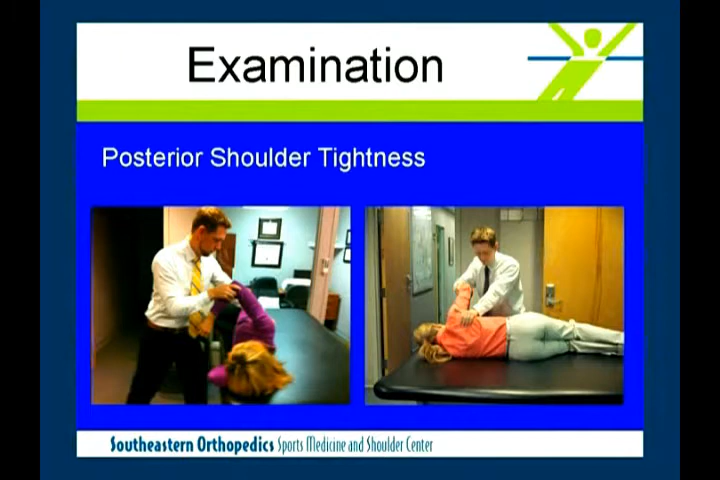 Examination
Posterior Shoulder Tightness
Southeastern Orthopedics Sports Medicine and Shoulder Center